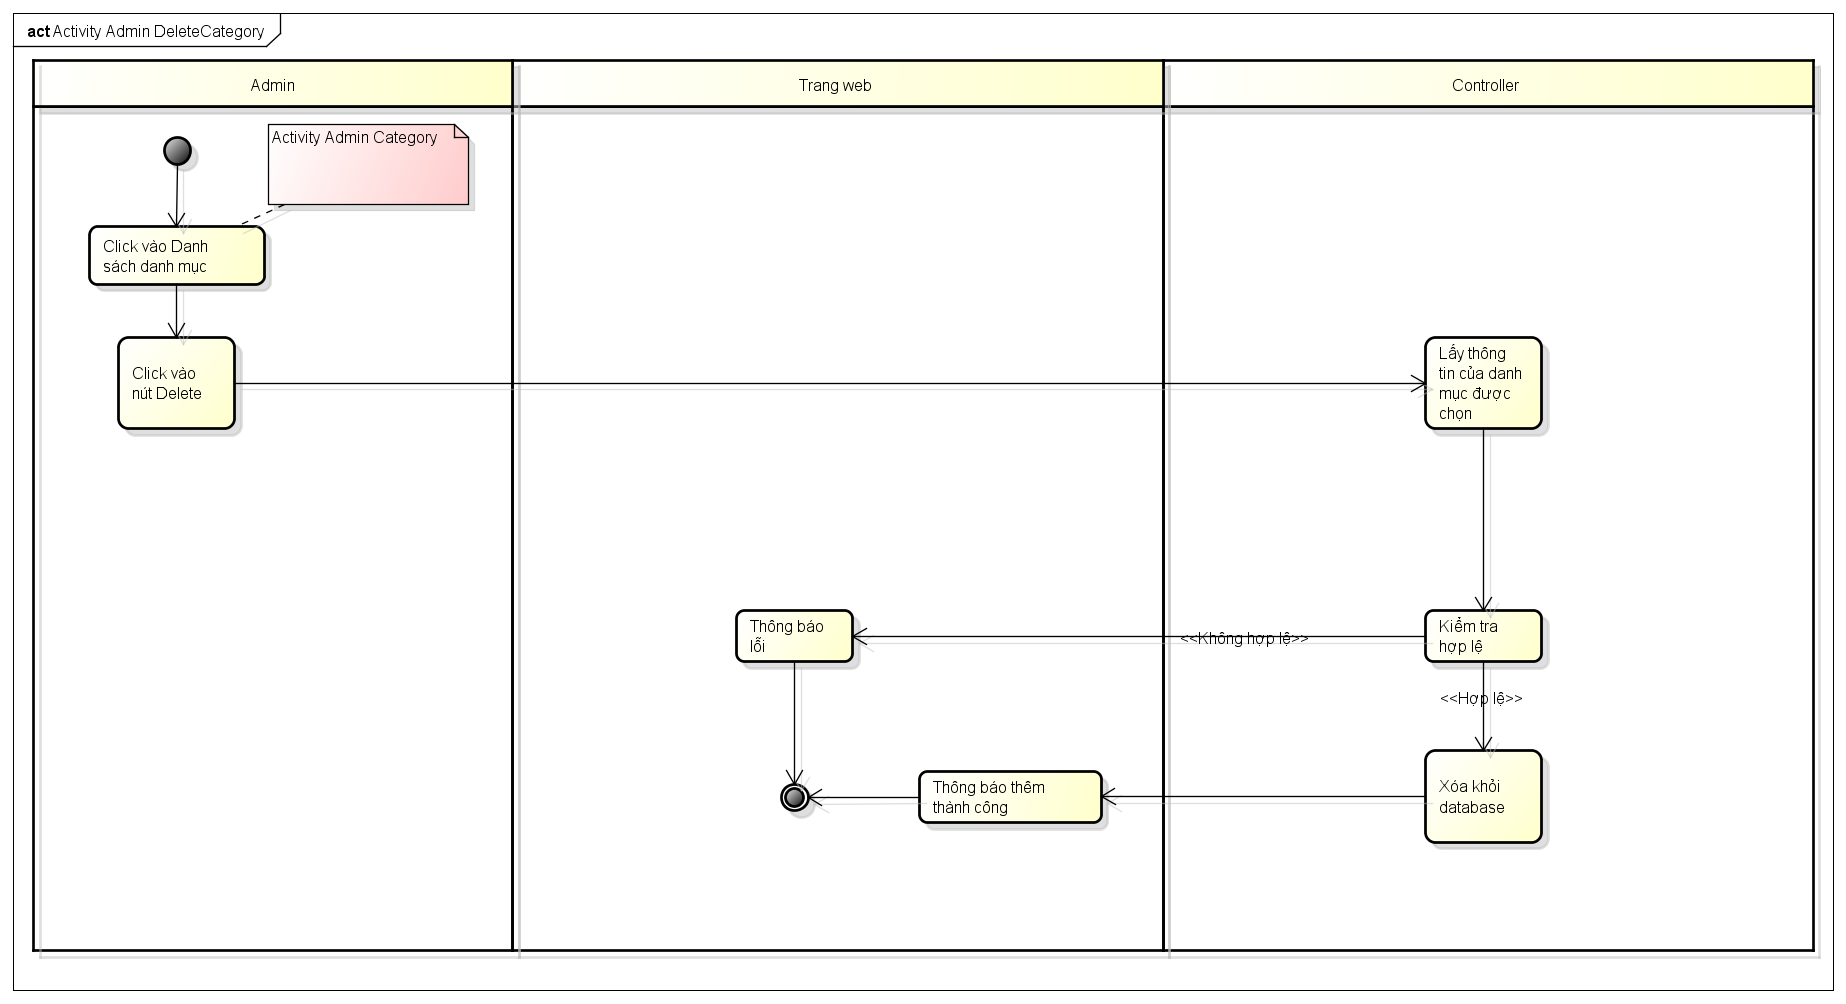 act Activity Admin DeleteCategory
Admin
Trang web
Controller
Activity Admin Category
Click vào Danh
sách danh mục
Click vào
nút Delete
Lấy thông
tin của danh
mục được
chọn
Thông báo
lỗi
<<Không hợp lệ>>
Kiểm tra
hợp lệ
<<Hợp lệ>>
Thông báo thêm
thành công
Xóa khỏi
database